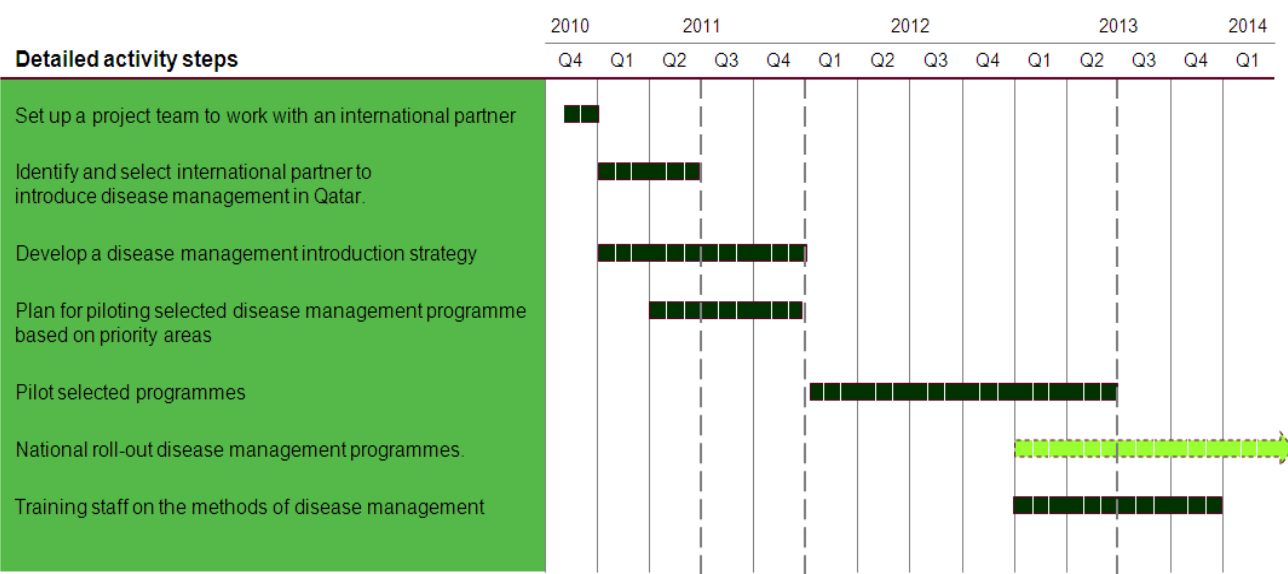 2010 2011 2012 2013 2014
Detailed activity steps Q4 Q1 Q2 Q3 Q4 Q1 Q2 Q3 Q4 Q1 Q2 Q3 Q4 Q1
Set up a project team to work with an international partner
Identify and select international partner to
introduce disease management in Qatar.
Develop a disease management introduction strategy
Plan for piloting selected disease management programme
based on priority areas
Pilot selected programmes
National roll-out disease management programmes.
Training staff on the methods of disease management